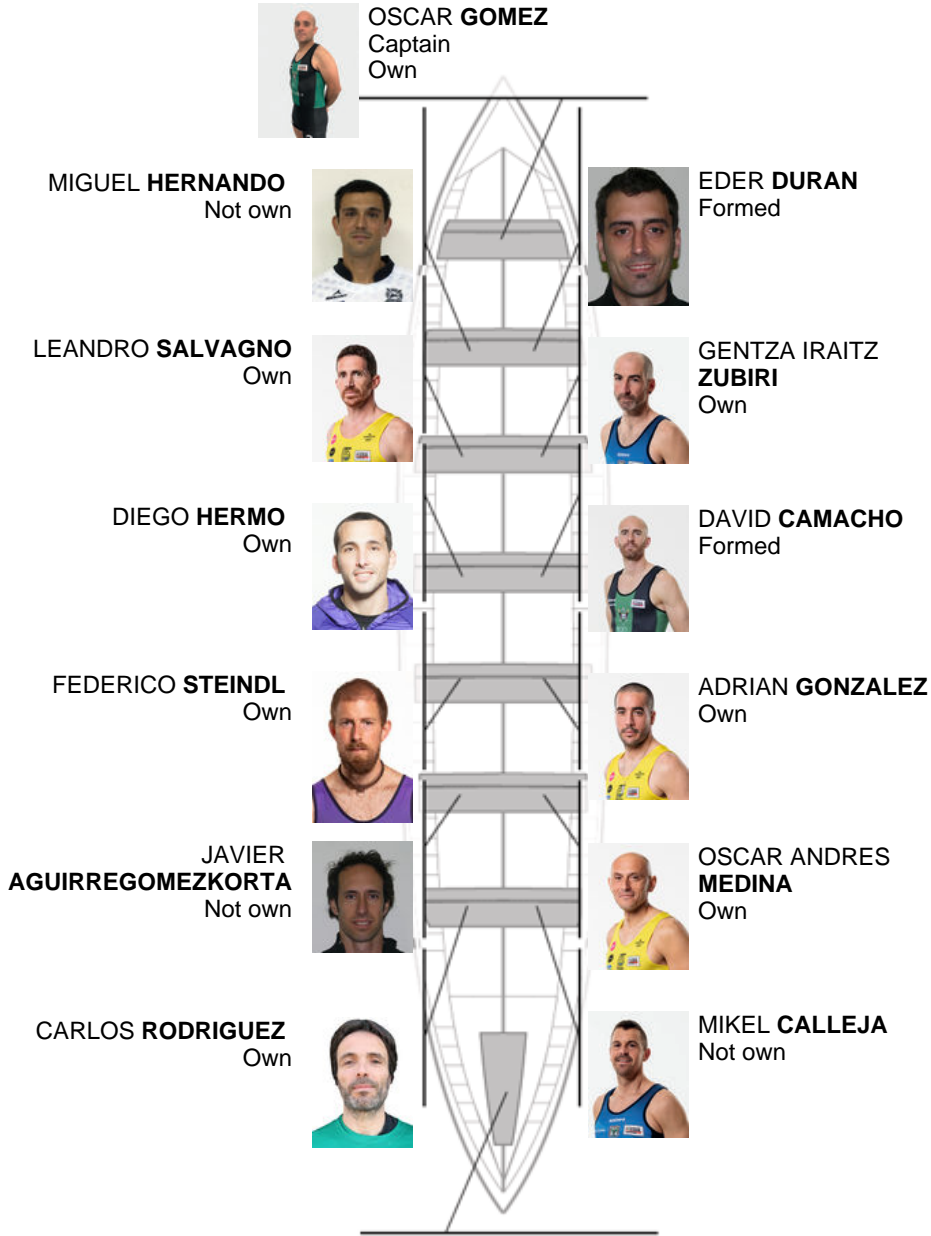 OSCAR GOMEZ
Captain
Own
MIGUEL HERNANDO
Not own
EDER DURAN
Formed
LEANDRO SALVAGNO
Own
GENTZA IRAITZ
ZUBIRI
Own
DIEGO HERMO
Own
DAVID CAMACHO
Formed
FEDERICO STEINDL
Own
ADRIAN GONZALEZ
Own
JAVIER
AGUIRREGOMEZKORTA
Not own
OSCAR ANDRES
MEDINA
Own
CARLOS RODRIGUEZ
Own
MIKEL CALLEJA
Not own